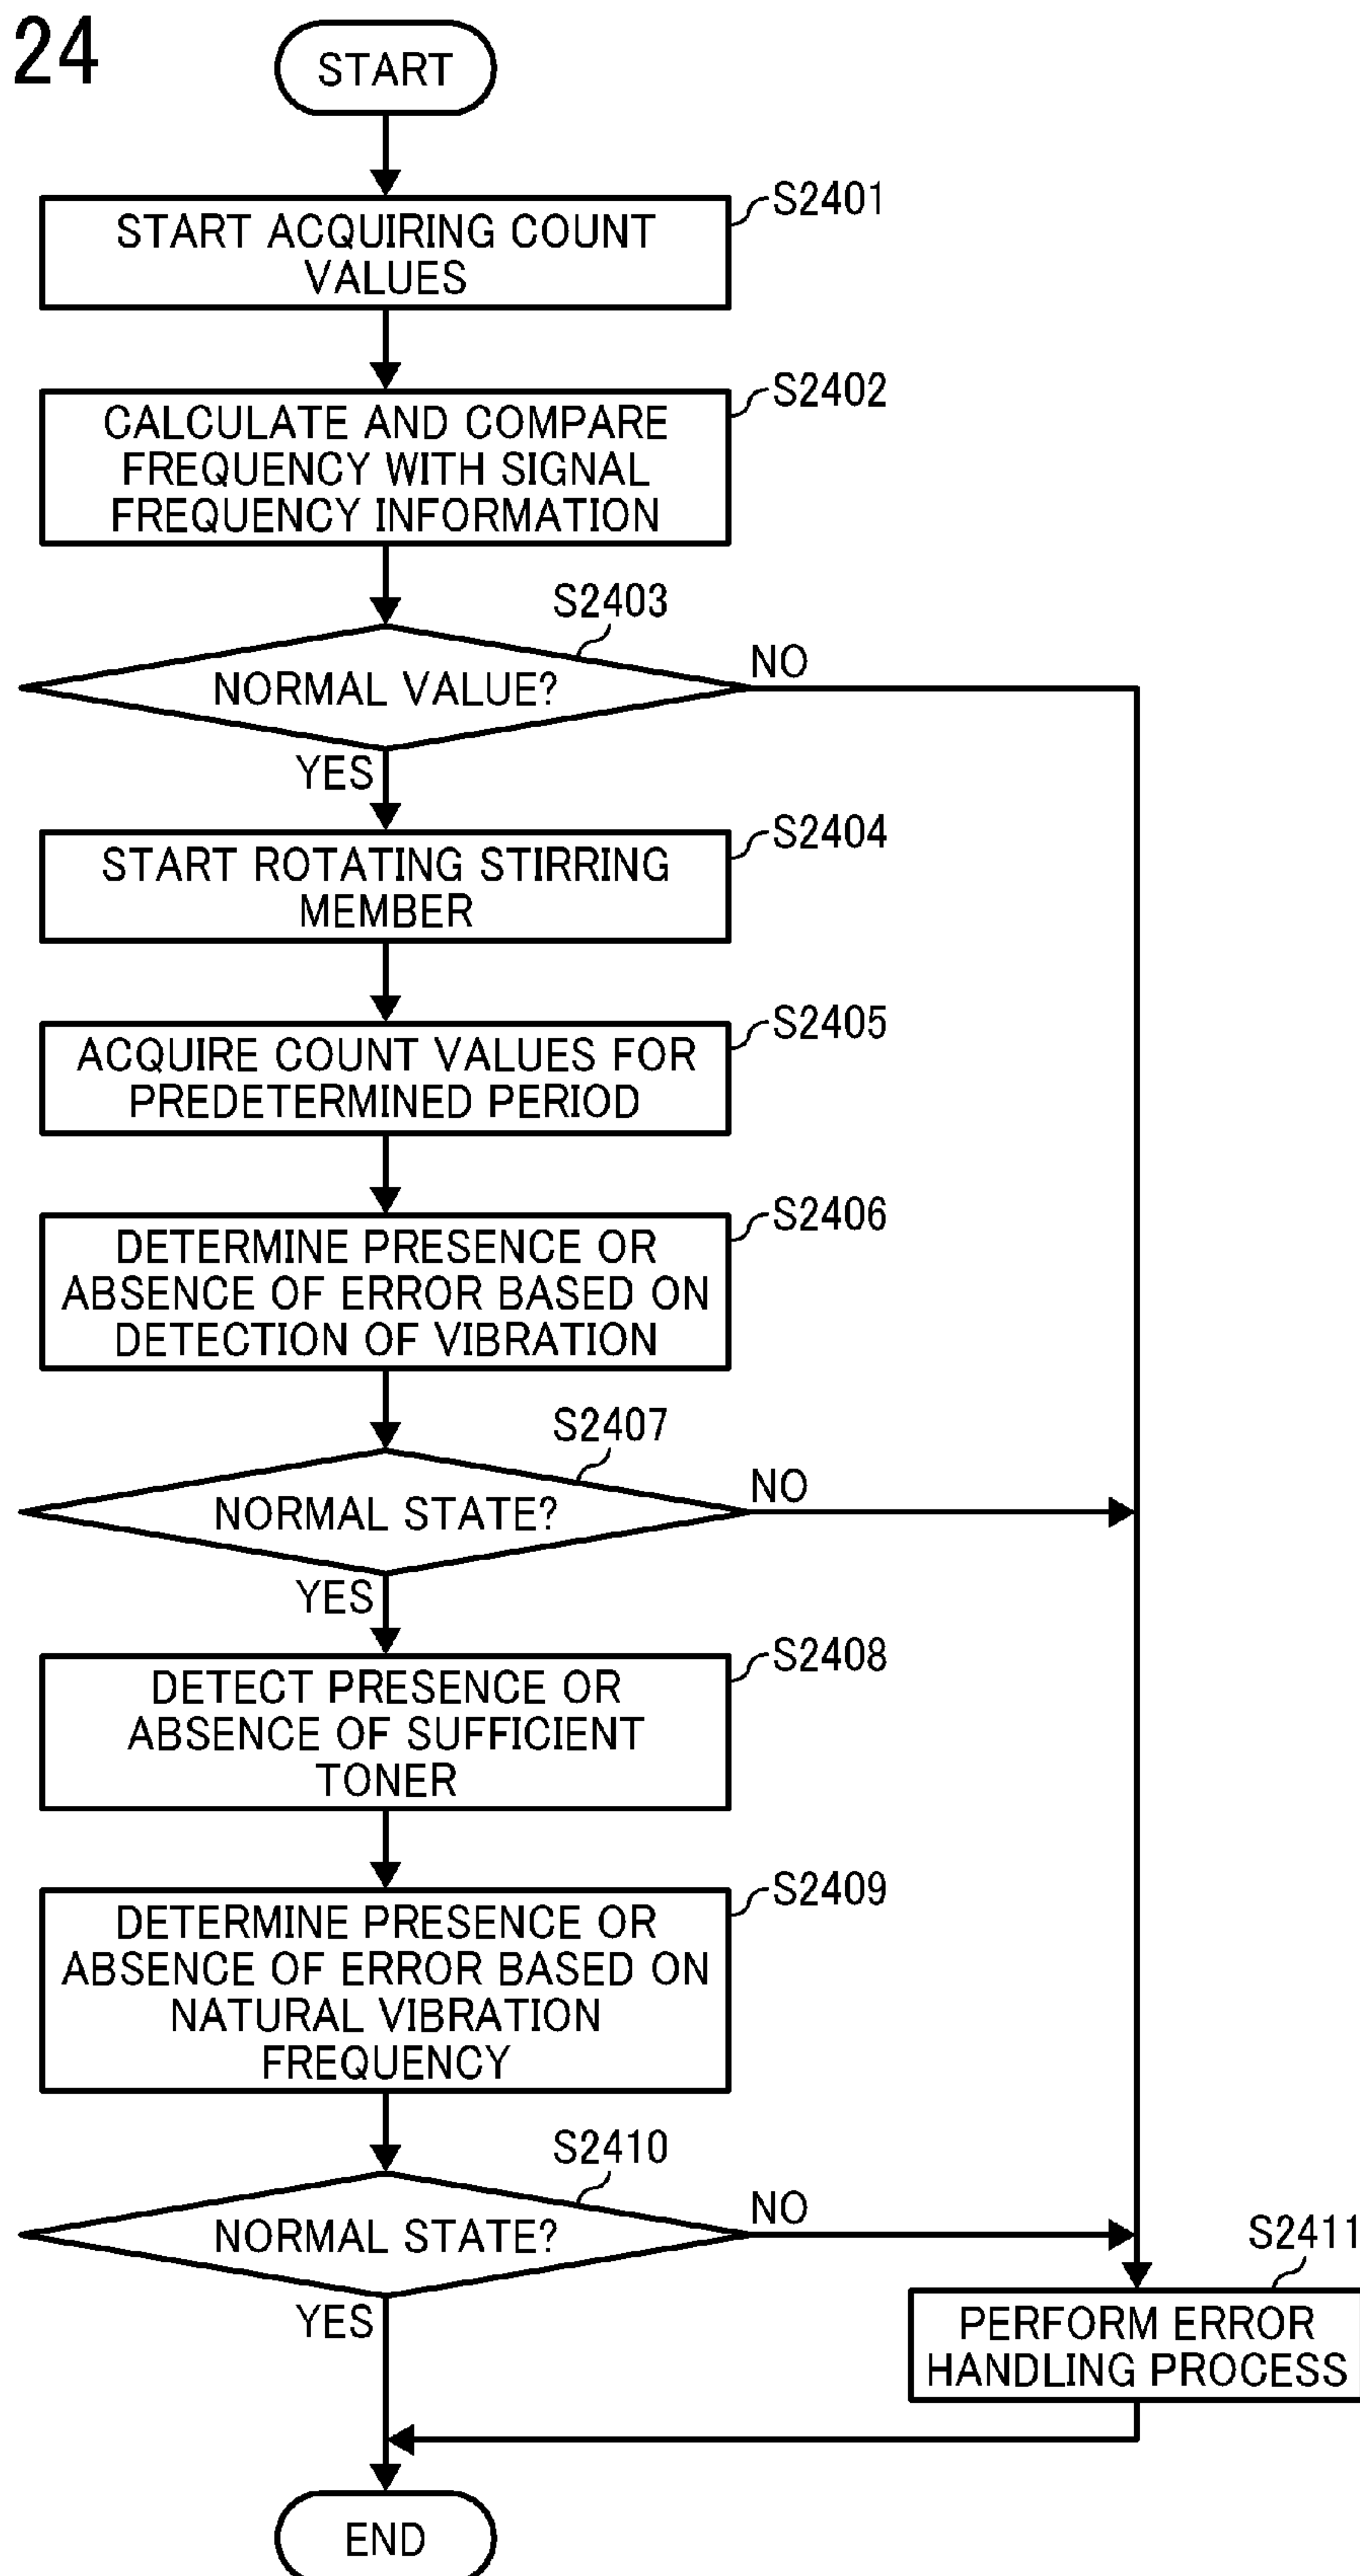 24
START
S2401
START ACQUIRING COUNT
VALUES
S2402
CALCULATE AND COMPARE
FREQUENCY WITH SIGNAL
FREQUENCY INFORMATION
S2403
NORMAL VALUE?
NO
YES
S2404
START ROTATING STIRRING
MEMBER
S2405
ACQUIRE COUNT VALUES FOR
PREDETERMINED PERIOD
S2406
DETERMINE PRESENCE OR
ABSENCE OF ERROR BASED ON
DETECTION OF VIBRATION
S2407
NORMAL STATE?
NO
YES
S2408
DETECT PRESENCE OR
ABSENCE OF SUFFICIENT
TONER
S2409
DETERMINE PRESENCE OR
ABSENCE OF ERROR BASED ON
NATURAL VIBRATION
FREQUENCY
S2410
NORMAL STATE?
NO
YES
S2411
PERFORM ERROR
HANDLING PROCESS
END